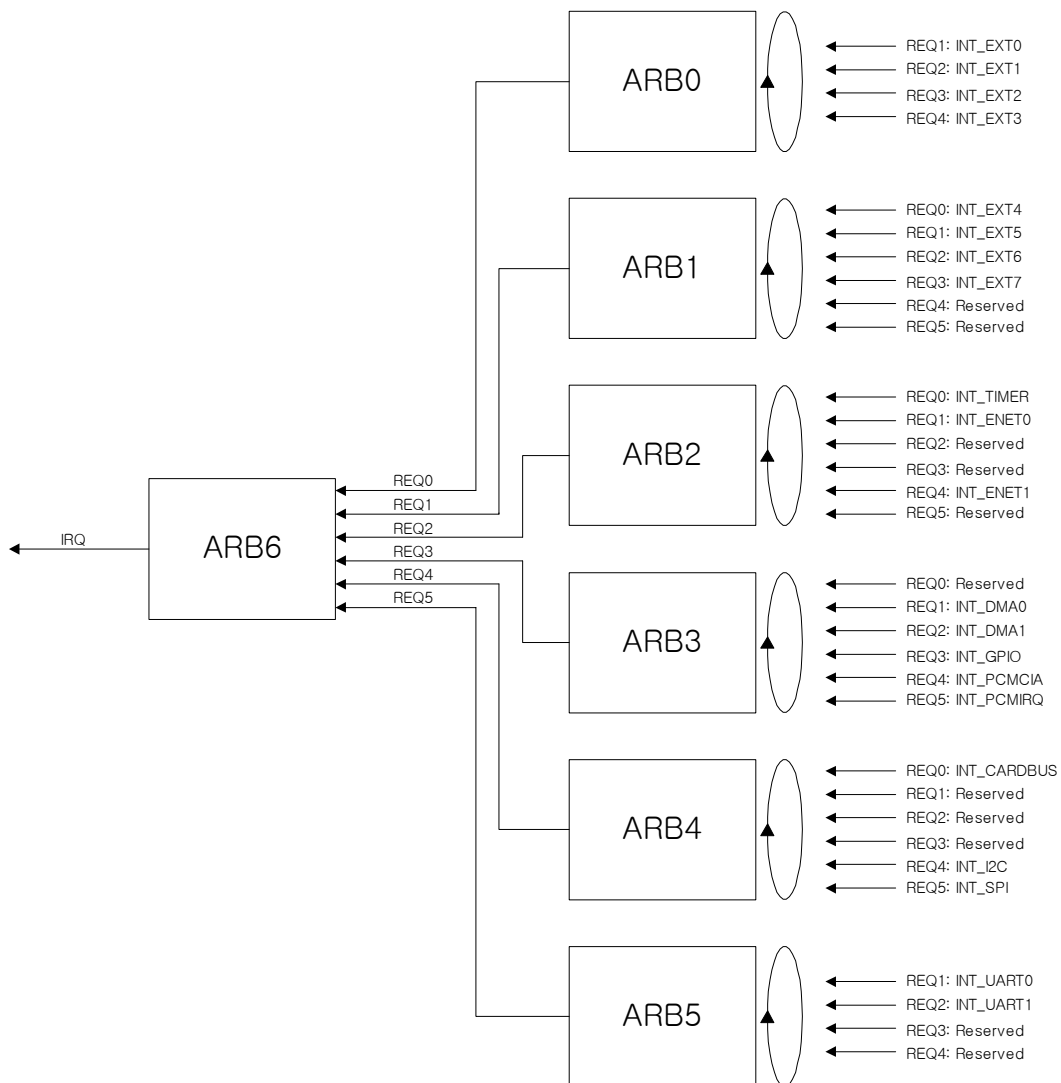 ARB0
REQ1: INT_EXT0
REQ2: INT_EXT1
REQ3: INT_EXT2
REQ4: INT_EXT3
ARB1
REQ0: INT_EXT4
REQ1: INT_EXT5
REQ2: INT_EXT6
REQ3: INT_EXT7
REQ4: Reserved
REQ5: Reserved
ARB2
REQ0: INT_TIMER
REQ1: INT_ENET0
REQ2: Reserved
REQ3: Reserved
REQ4: INT_ENET1
REQ5: Reserved
IRQ
ARB6
REQ0
REQ1
REQ2
REQ3
REQ4
REQ5
ARB3
REQ0: Reserved
REQ1: INT_DMA0
REQ2: INT_DMA1
REQ3: INT_GPIO
REQ4: INT_PCMCIA
REQ5: INT_PCMIRQ
ARB4
REQ0: INT_CARDBUS
REQ1: Reserved
REQ2: Reserved
REQ3: Reserved
REQ4: INT_I2C
REQ5: INT_SPI
ARB5
REQ1: INT_UART0
REQ2: INT_UART1
REQ3: Reserved
REQ4: Reserved